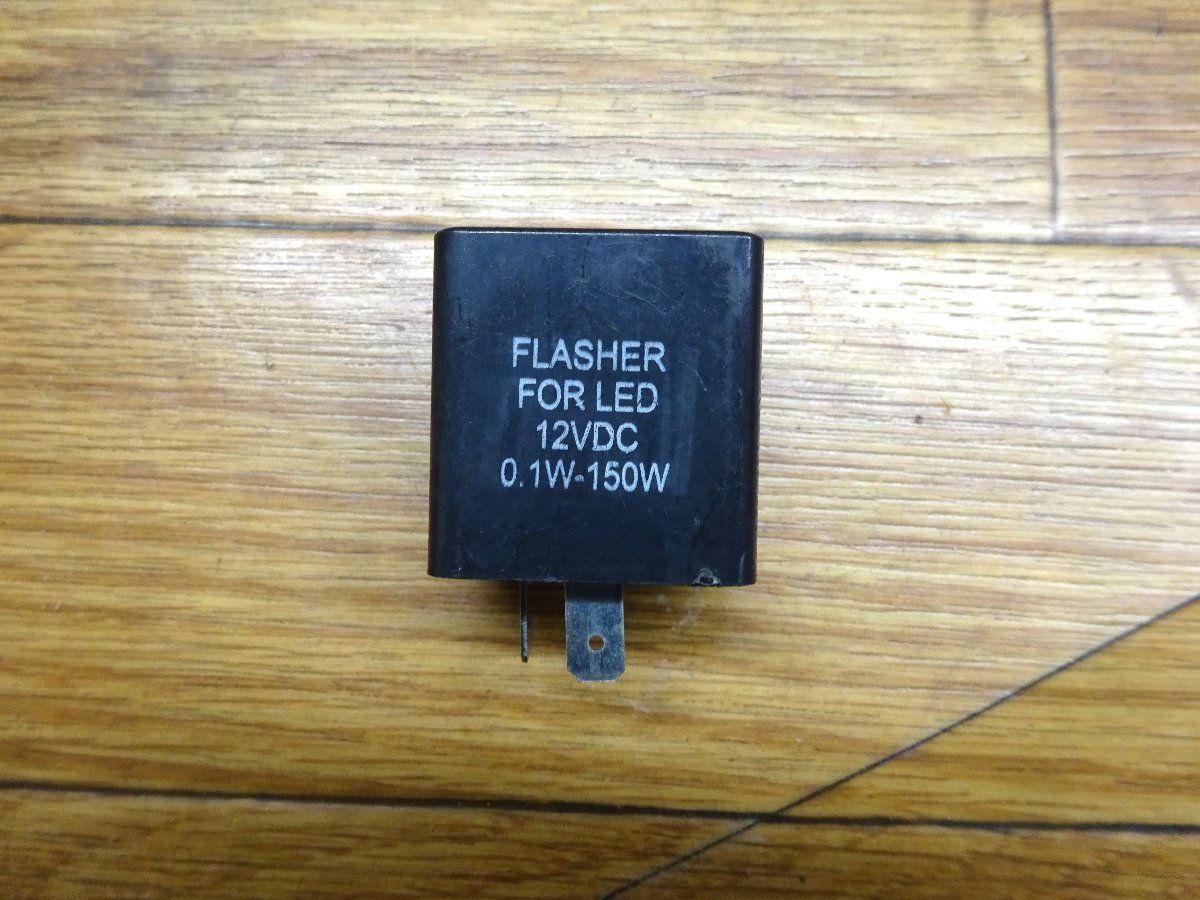 FLASHER
FOR LED
12VDC
0.1W-150W